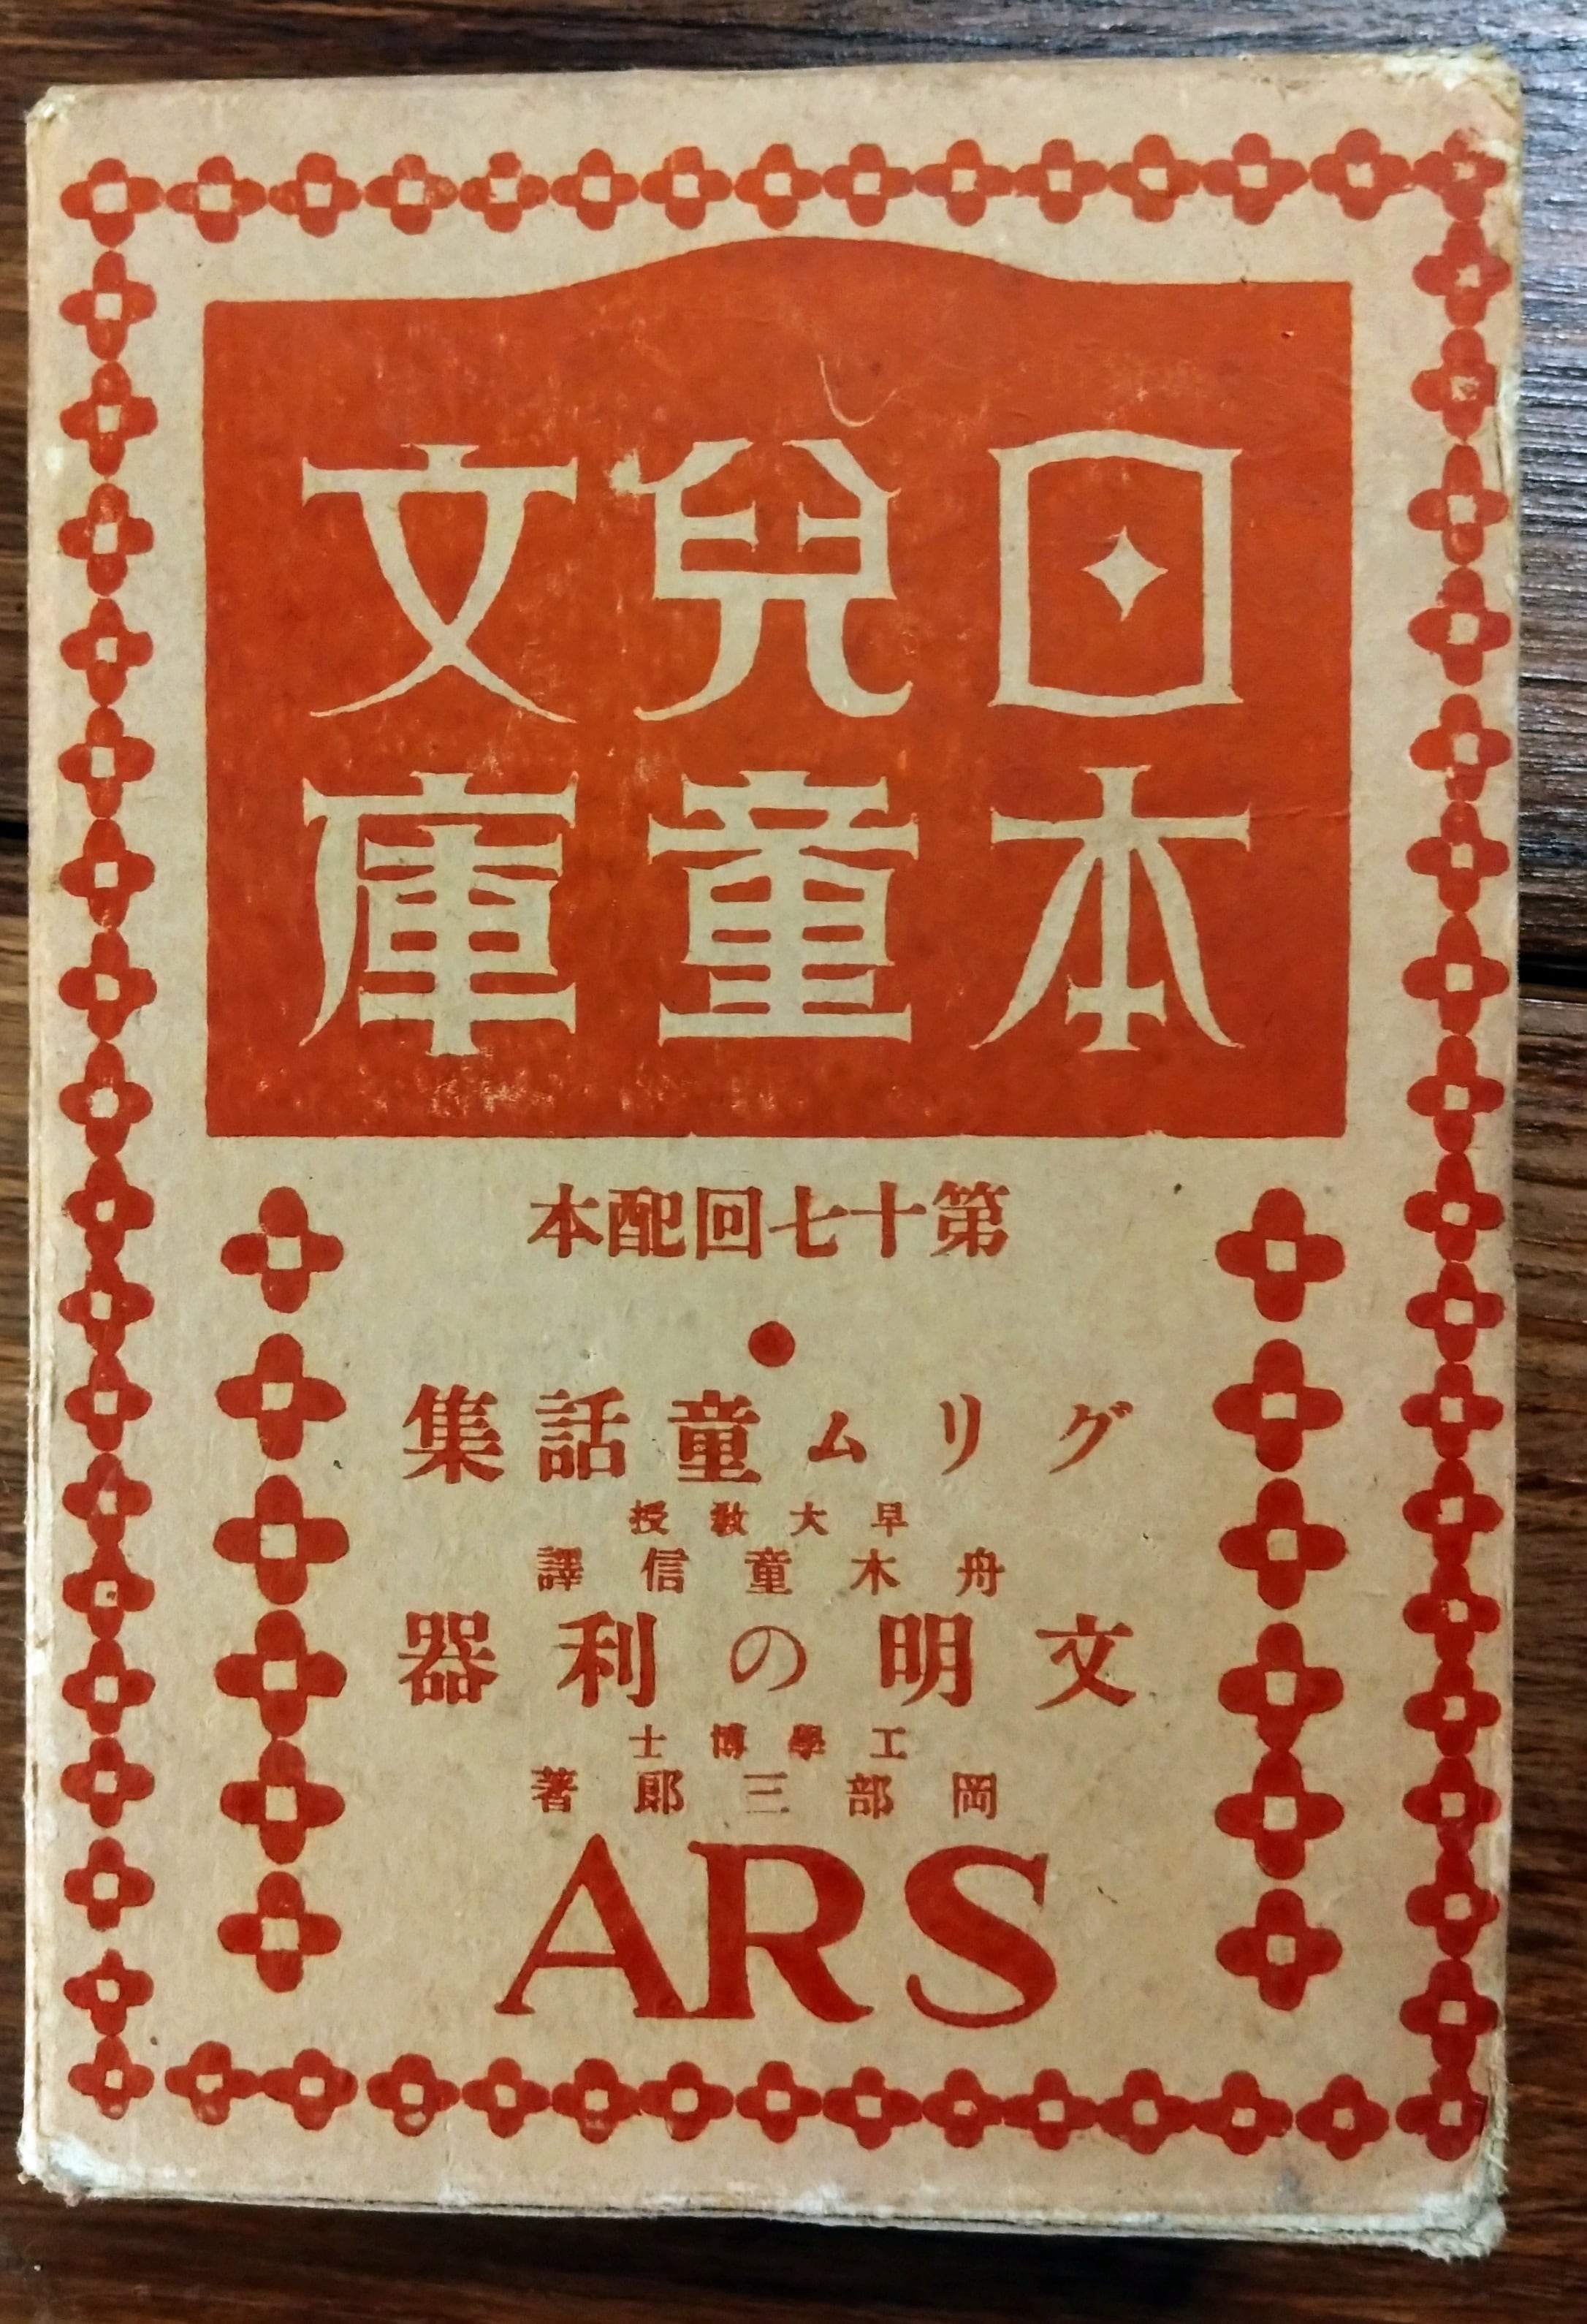 日本
兒童
文庫
第十七回配本
グリム童話集
早大敎授
舟木重信譯
文明の利器
工學博士
岡部三郎著
ARS